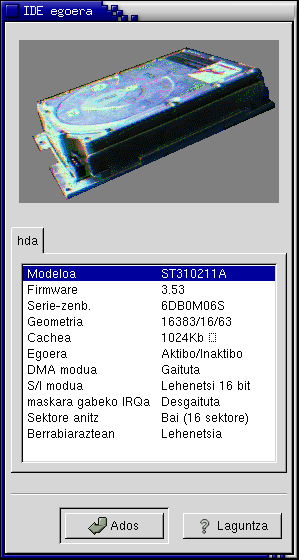 IDE egoera
hda
Modeloa ST310211A
Firmware 3.53
Serie-zenb. 6DB0M06S
Geometria 16383/16/63
Cachea 1024Kb
Egoera Aktibo/Inaktibo
DMA modua Gaituta
S/I modua Lehenetsi 16 bit
maskara gabeko IRQa Desgaituta
Sektore anitz Bai (16 sektore)
Berrabiaraztean Lehenetsia
Ados
Laguntza